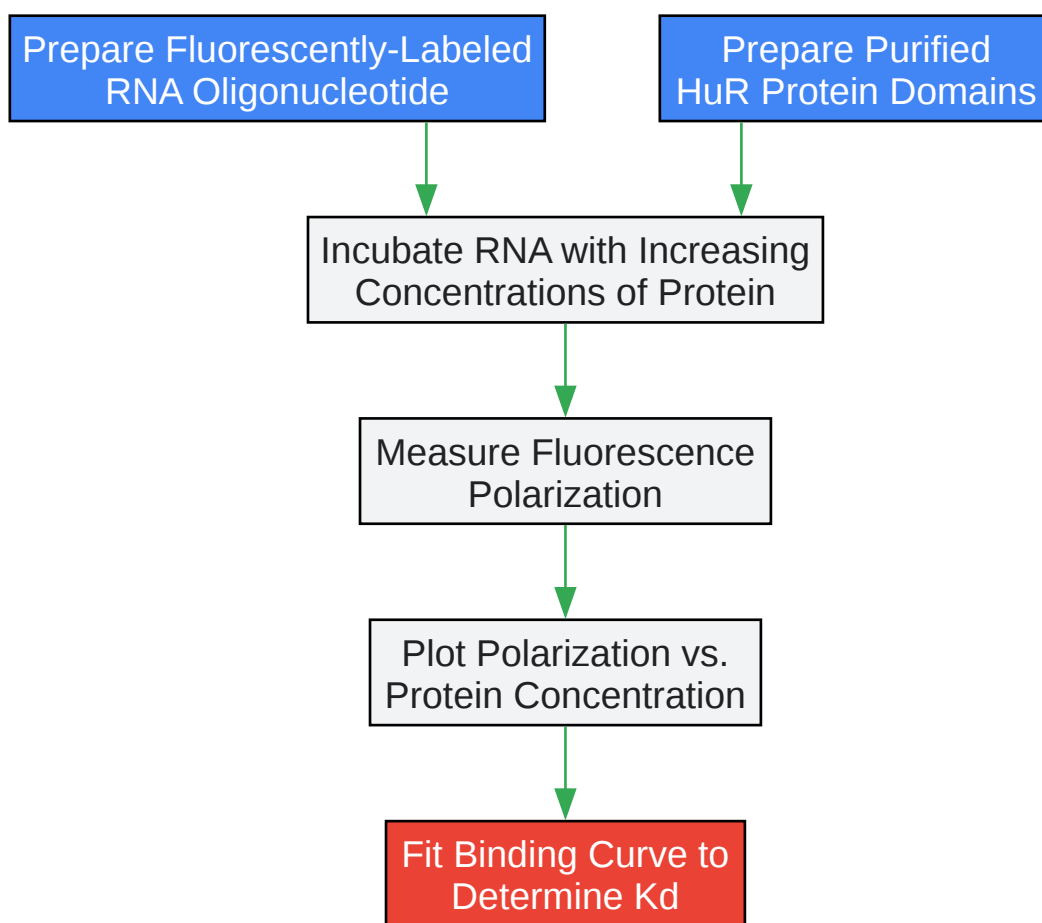 Prepare Fluorescently-Labeled
RNA Oligonucleotide
Prepare Purified
HuR Protein Domains
Incubate RNA with Increasing
Concentrations of Protein
Measure Fluorescence
Polarization
Plot Polarization vs.
Protein Concentration
Fit Binding Curve to
Determine Kd